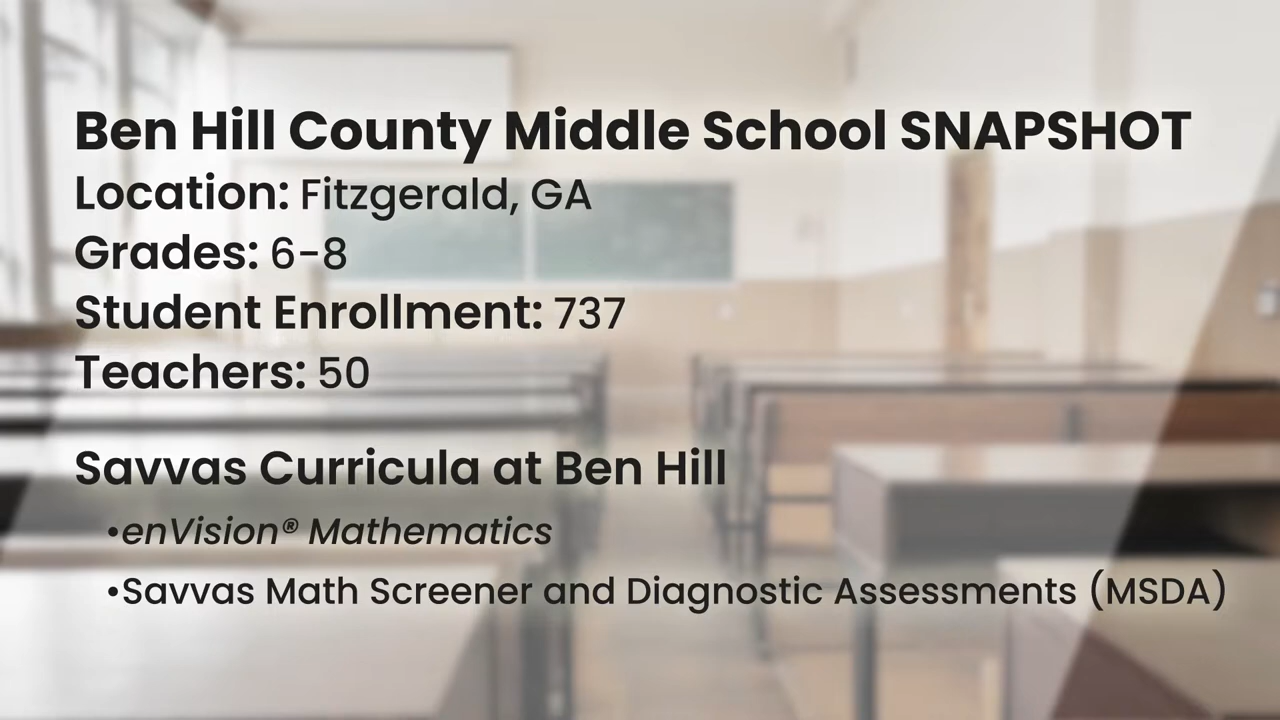 Ben Hill County Middle School SNAPSHOT
Location: Fitzgerald, GA
Grades: 6-8
Student Enrollment: 737
Teachers: 50
Savvas Curricula at Ben Hill
•enVision® Mathematics
•Savvas Math Screener and Diagnostic Assessments (MSDA)